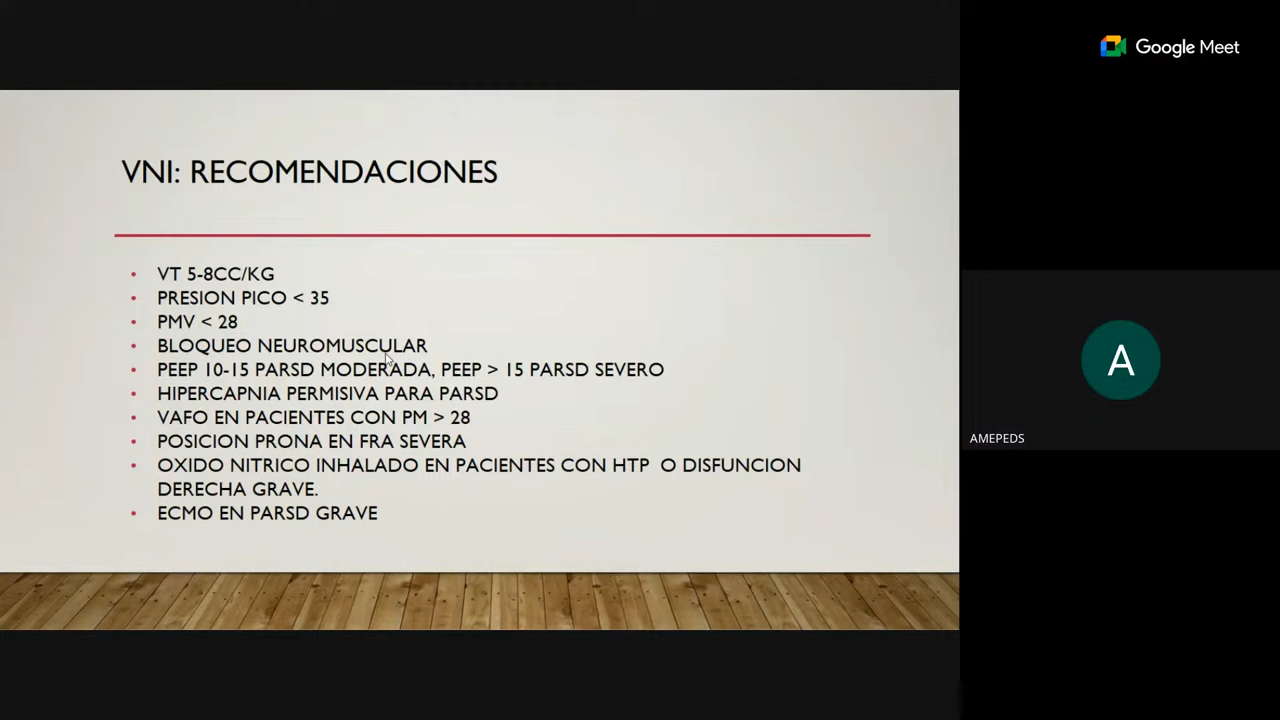 Google Meet
VNI: RECOMENDACIONES
• VT 5-8CC/KG
• PRESION PICO < 35
• PMV < 28
• BLOQUEO NEUROMUSCULAR
• PEEP 10-15 PARSD MODERADA, PEEP > 15 PARSD SEVERO
• HIPERCAPNIA PERMISIVA PARA PARSD
• VAFO EN PACIENTES CON PM > 28
• POSICION PRONA EN FRA SEVERA
• OXIDO NITRICO INHALADO EN PACIENTES CON HTP O DISFUNCION
DERECHA GRAVE.
• ECMO EN PARSD GRAVE
A
AMEPEDS